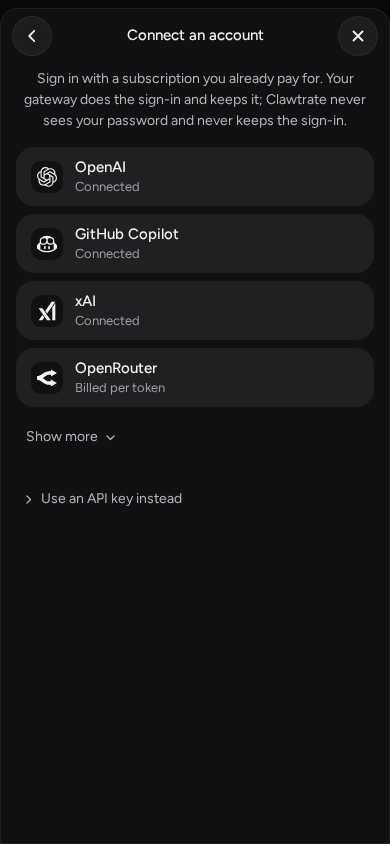 Connect an account
Sign in with a subscription you already pay for. Your
gateway does the sign-in and keeps it; Clawtrate never
sees your password and never keeps the sign-in.
OpenAI
Connected
GitHub Copilot
Connected
xAI
Connected
OpenRouter
Billed per token
Show more
Use an API key instead